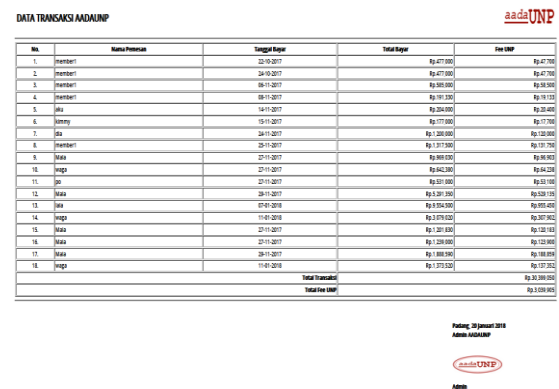 DATA TRANSAKSI AADAUNP
aadaUNP
No. Nama Pemesan Tanggal Bayar Total Bayar Fee UNP
1. member1 22-10-2017 Rp.477,000 Rp.47,700
2. member1 24-10-2017 Rp.477,000 Rp.47,700
3. member1 06-11-2017 Rp.585,000 Rp.58,500
4. member1 08-11-2017 Rp.191,330 Rp.19,133
5. aku 14-11-2017 Rp.204,000 Rp.20,400
6. kimmy 15-11-2017 Rp.177,000 Rp.17,700
7. dia 24-11-2017 Rp.1,200,000 Rp.120,000
8. member1 25-11-2017 Rp.1,317,500 Rp.131,750
9. Mala 27-11-2017 Rp.969,030 Rp.96,903
10. waga 27-11-2017 Rp.642,380 Rp.64,238
11. po 27-11-2017 Rp.531,000 Rp.53,100
12. Mala 28-11-2017 Rp.5,291,350 Rp.529,135
13. lala 07-01-2018 Rp.9,554,500 Rp.955,450
14. waga 11-01-2018 Rp.3,079,020 Rp.307,902
15. Mala 27-11-2017 Rp.1,201,830 Rp.120,183
16. Mala 27-11-2017 Rp.1,239,000 Rp.123,900
17. Mala 29-11-2017 Rp.1,888,590 Rp.188,859
18. waga 11-01-2018 Rp.1,373,520 Rp.137,352
Total Transaksi Rp.30,399,050
Total Fee UNP Rp.3,039,905
Padang, 20 Januari 2018
Admin AADAUNP
aadaUNP
Admin